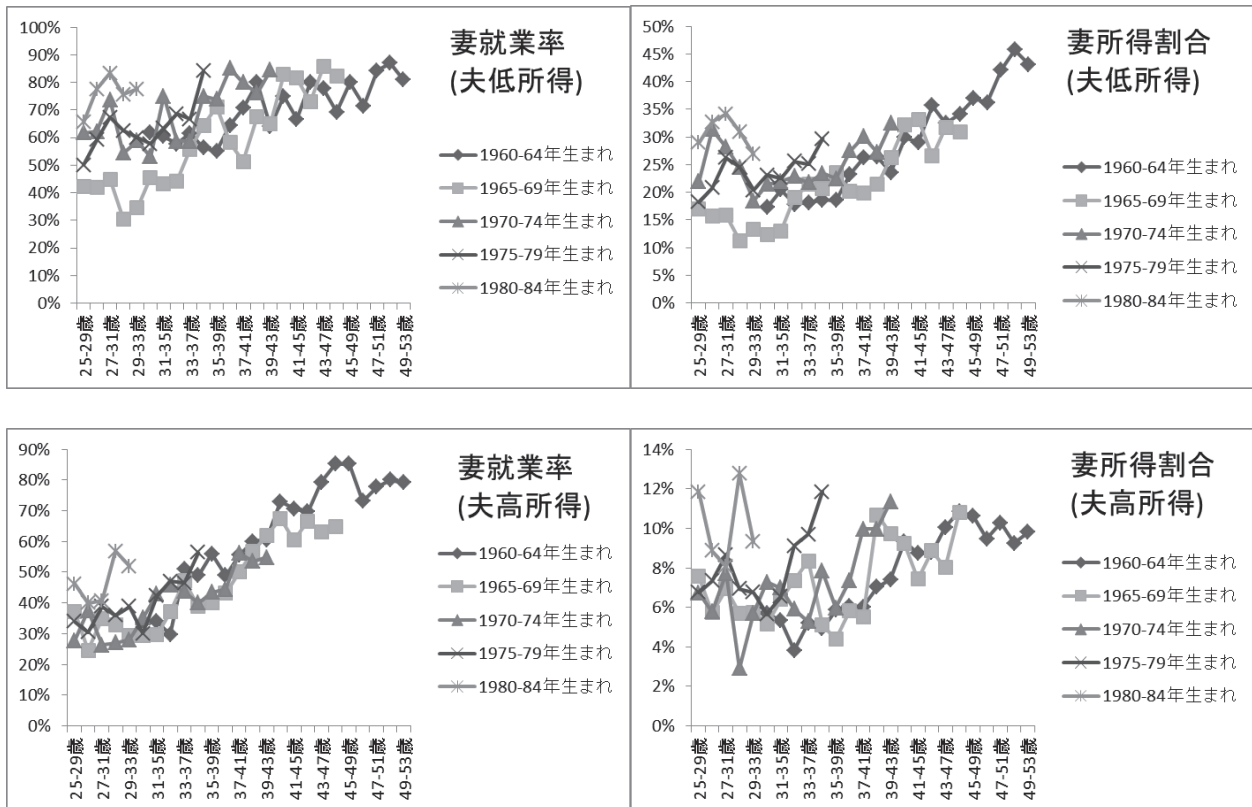 100%
90%
80%
70%
60%
50%
40%
30%
20%
10%
0%
妻就業率
(夫低所得)
1960-64年生まれ
1965-69年生まれ
1970-74年生まれ
1975-79年生まれ
1980-84年生まれ
25-29歳
27-31歳
29-33歳
31-35歳
33-37歳
35-39歳
37-41歳
39-43歳
41-45歳
43-47歳
45-49歳
47-51歳
49-53歳
50%
45%
40%
35%
30%
25%
20%
15%
10%
5%
0%
妻所得割合
(夫低所得)
1960-64年生まれ
1965-69年生まれ
1970-74年生まれ
1975-79年生まれ
1980-84年生まれ
25-29歳
27-31歳
29-33歳
31-35歳
33-37歳
35-39歳
37-41歳
39-43歳
41-45歳
43-47歳
45-49歳
47-51歳
49-53歳
90%
80%
70%
60%
50%
40%
30%
20%
10%
0%
妻就業率
(夫高所得)
1960-64年生まれ
1965-69年生まれ
1970-74年生まれ
1975-79年生まれ
1980-84年生まれ
25-29歳
27-31歳
29-33歳
31-35歳
33-37歳
35-39歳
37-41歳
39-43歳
41-45歳
43-47歳
45-49歳
47-51歳
49-53歳
14%
12%
10%
8%
6%
4%
2%
0%
妻所得割合
(夫高所得)
1960-64年生まれ
1965-69年生まれ
1970-74年生まれ
1975-79年生まれ
1980-84年生まれ
25-29歳
27-31歳
29-33歳
31-35歳
33-37歳
35-39歳
37-41歳
39-43歳
41-45歳
43-47歳
45-49歳
47-51歳
49-53歳